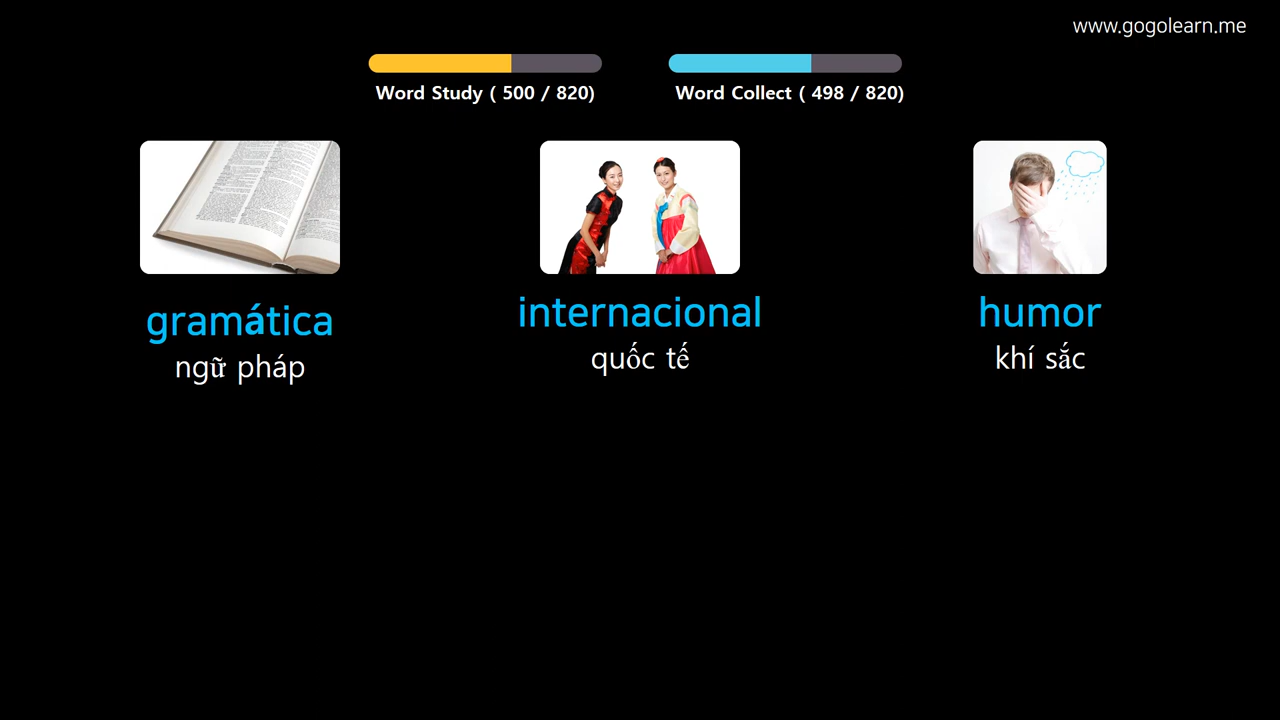 www.gogolearn.me
Word Study ( 500 / 820)
Word Collect ( 498 / 820)
gramática
ngữ pháp
internacional
quốc tế
humor
khí sắc